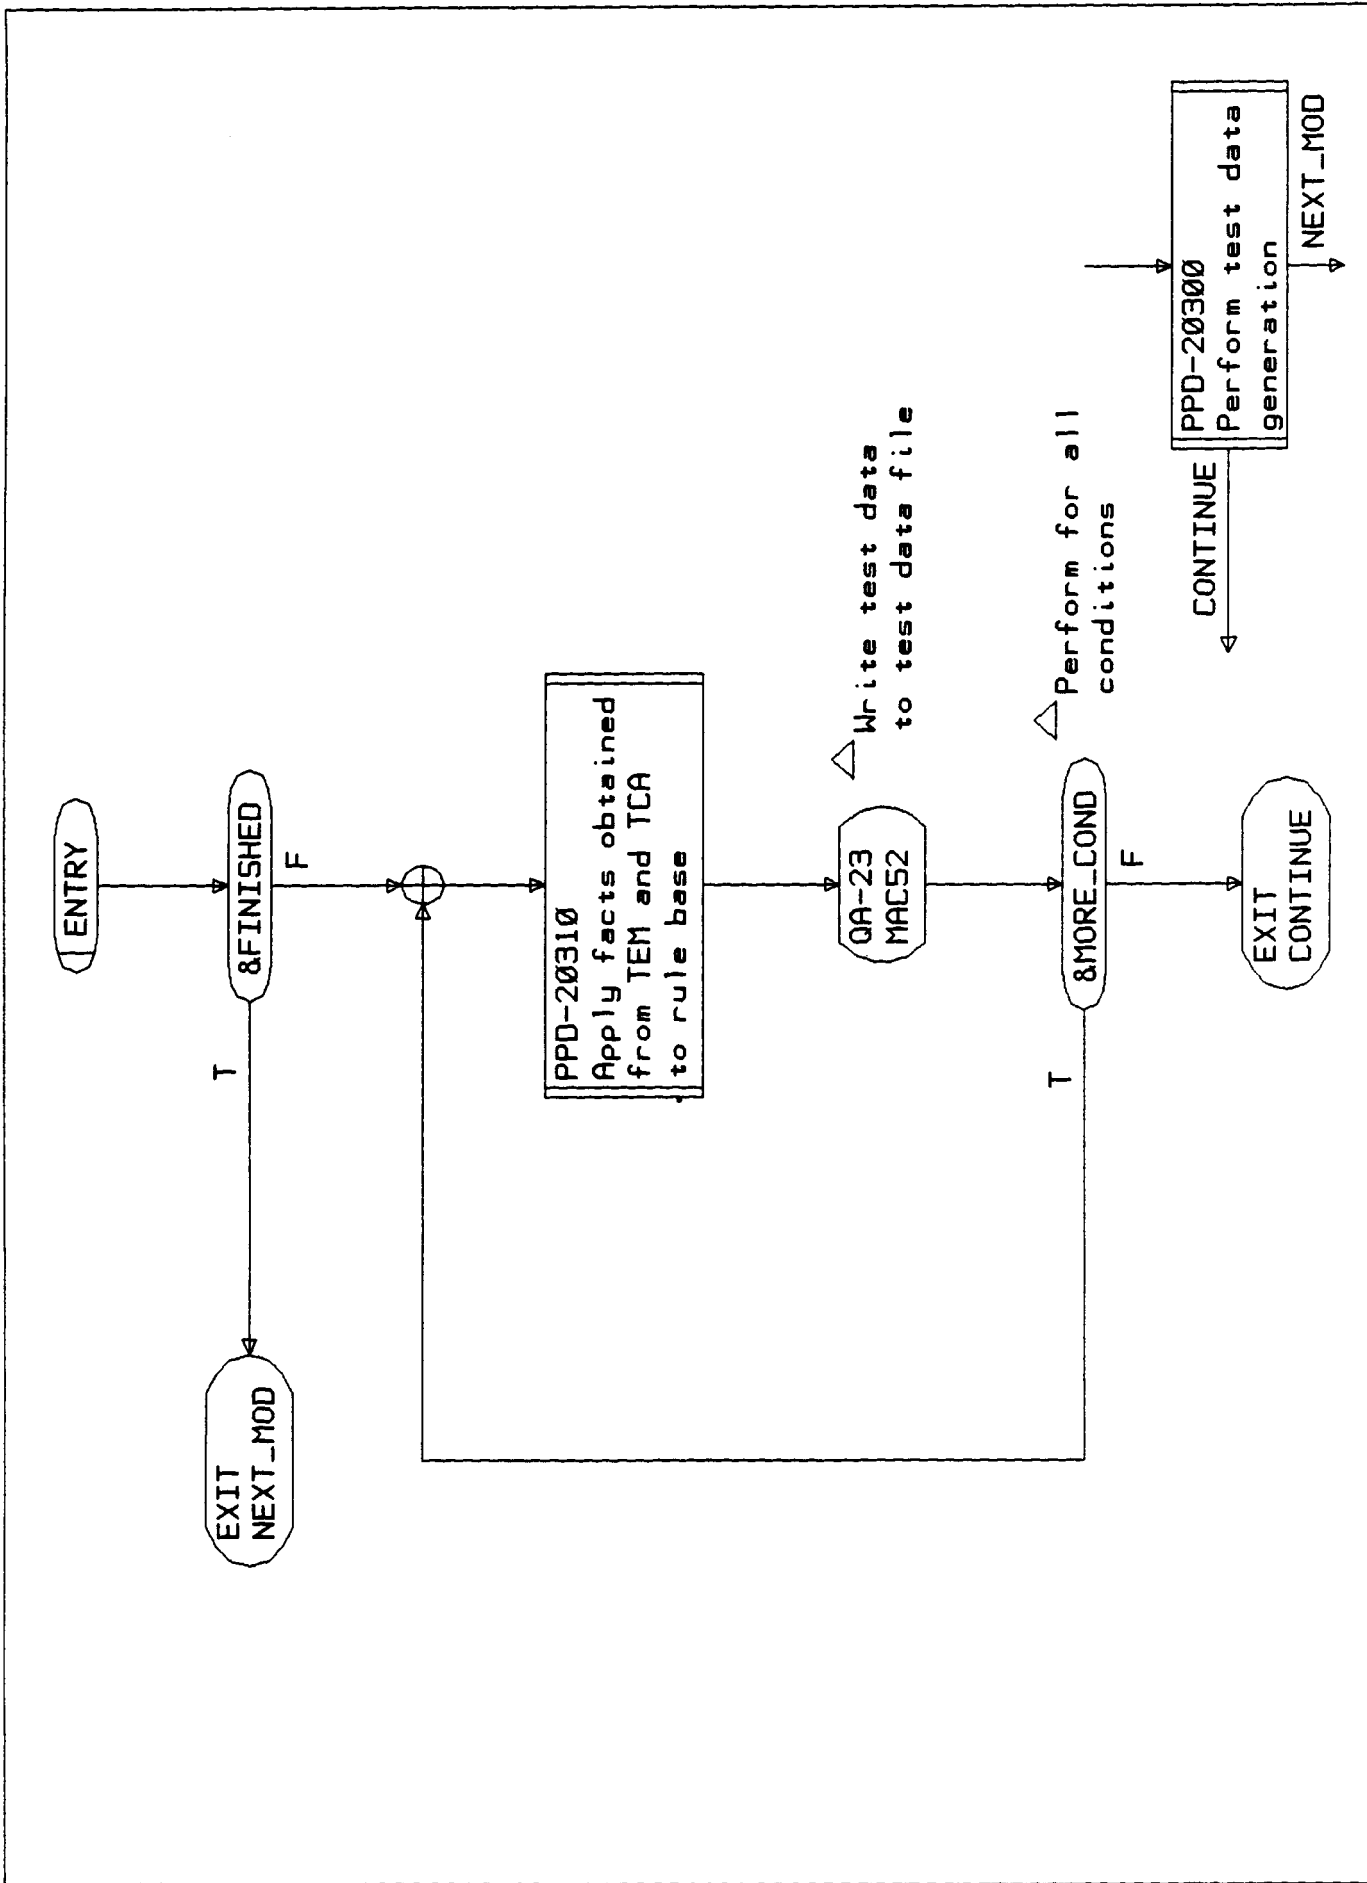 ENTRY
&FINISHED
T
F
EXIT
NEXT_MOD
PPD-20310
Apply facts obtained
from TEM and TCA
to rule base
QA-23
MAC52
Write test data
to test data file
&MORE_COND
T
F
Perform for all
conditions
EXIT
CONTINUE
PPD-20300
Perform test data
generation
CONTINUE
NEXT_MOD